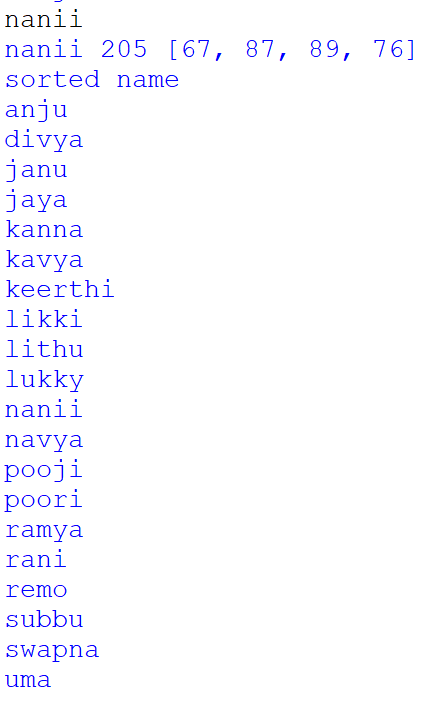 nanii
nanii 205 [67, 87, 89, 76]
sorted name
anju
divya
janu
jaya
kanna
kavya
keerthi
likki
lithu
lukky
nanii
navya
pooji
poori
ramya
rani
remo
subbu
swapna
uma